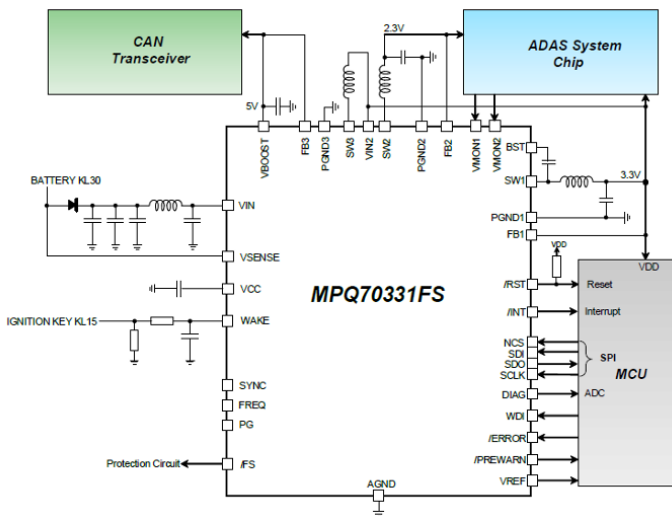 CAN
Transceiver
2.3V
ADAS System
Chip
5V
VBOOST
FB3
PGND3
SW3
VIN2
SW2
PGND2
FB2
VMON1
VMON2
BST
SW1
3.3V
PGND1
FB1
BATTERY KL30
VIN
VSENSE
VCC
IGNITION KEY KL15
WAKE
SYNC
FREQ
PG
Protection Circuit
/FS
MPQ70331FS
AGND
VDD
VDD
/RST
Reset
/INT
Interrupt
NCS
SDI
SDO
SCLK
SPI
MCU
DIAG
ADC
WDI
/ERROR
/PREWARN
VREF